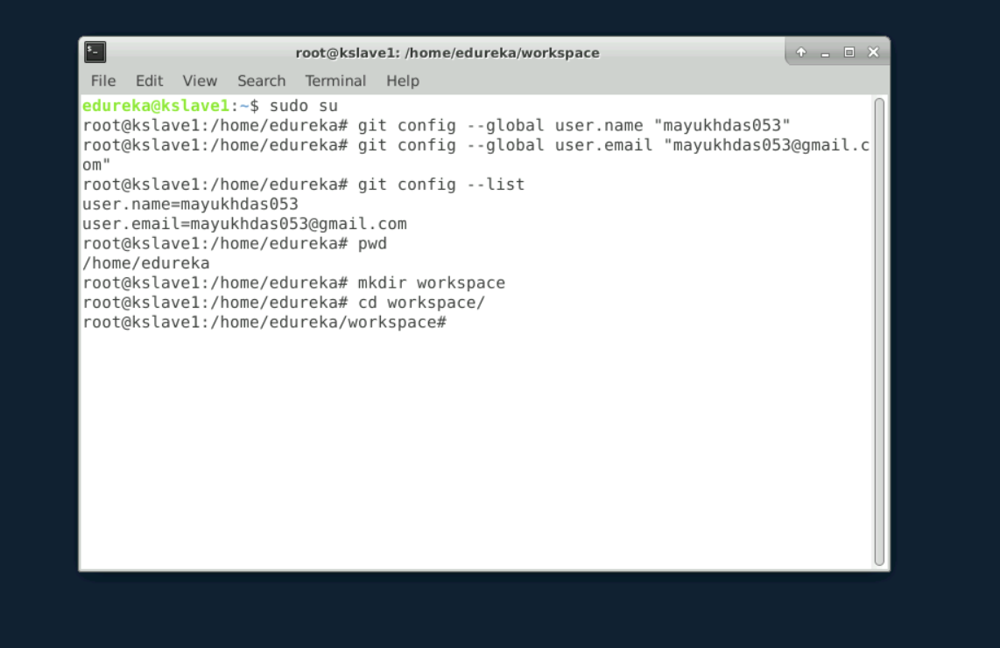 root@kslave1: /home/edureka/workspace
File Edit View Search Terminal Help
edureka@kslave1:~$ sudo su
root@kslave1:/home/edureka# git config --global user.name "mayukhdas053"
root@kslave1:/home/edureka# git config --global user.email "mayukhdas053@gmail.c
om"
root@kslave1:/home/edureka# git config --list
user.name=mayukhdas053
user.email=mayukhdas053@gmail.com
root@kslave1:/home/edureka# pwd
/home/edureka
root@kslave1:/home/edureka# mkdir workspace
root@kslave1:/home/edureka# cd workspace/
root@kslave1:/home/edureka/workspace#